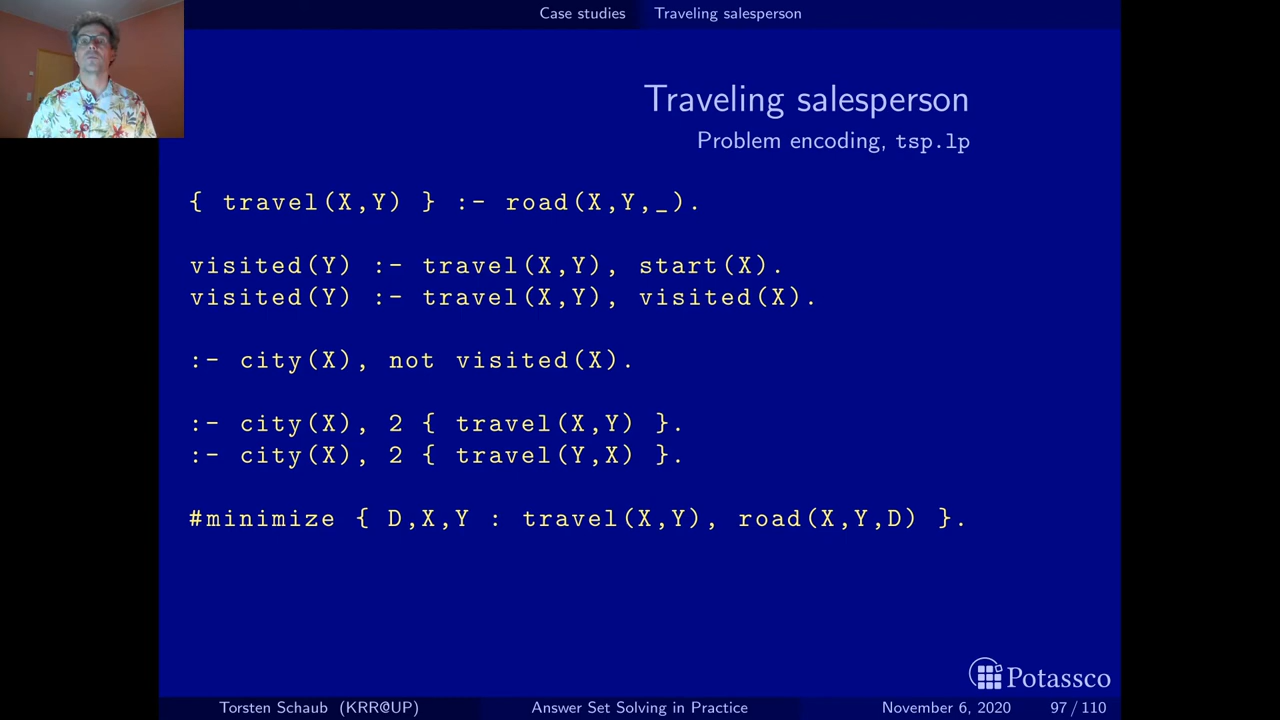 Case studies Traveling salesperson
Traveling salesperson
Problem encoding, tsp.lp
{ travel(X,Y) } :- road(X,Y,_).
visited(Y) :- travel(X,Y), start(X).
visited(Y) :- travel(X,Y), visited(X).
:- city(X), not visited(X).
:- city(X), 2 { travel(X,Y) }.
:- city(X), 2 { travel(Y,X) }.
#minimize { D,X,Y : travel(X,Y), road(X,Y,D) }.
Potassco
Torsten Schaub (KRR@UP) Answer Set Solving in Practice November 6, 2020 97 / 110